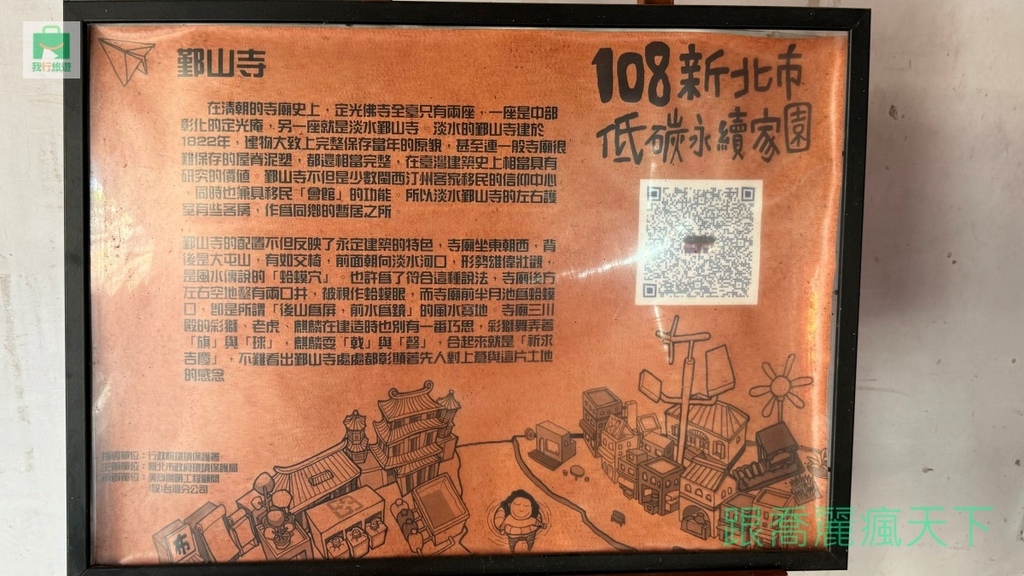 我行旅遊
鄞山寺
108新北市
低碳永續家園
在清朝的寺廟史上，定光佛寺全臺只有兩座，一座是中部
彰化的定光庵，另一座就是淡水鄞山寺　淡水的鄞山寺建於
1822年，建物大致上完整保存當年的原貌，甚至連一般寺廟很
難保存的屋脊泥塑，都還相當完整，在臺灣建築史上相當具有
研究的價值　鄞山寺不但是少數閩西汀州客家移民的信仰中心
，同時也兼具移民「會館」的功能　所以淡水鄞山寺的左右護
室有些客房，作為同鄉的暫居之所
鄞山寺的配置不但反映了永定建築的特色，寺廟坐東朝西，背
後是大屯山，有如交椅，前面朝向淡水河口，形勢雄偉壯觀，
是風水傳說的「蛤蟆穴」　也許為了符合這種說法，寺廟後方
左右空地鑿有兩口井，被視作蛤蟆眼，而寺廟前半月池為蛤蟆
口，即是所謂「後山為屏，前水為鏡」的風水寶地　寺廟三川
殿的彩獅、老虎、麒麟在建造時也別有一番巧思，彩獅舞弄著
「旗」與「球」，麒麟耍「戟」與「磬」，合起來就是「祈求
吉慶」，不難看出鄞山寺處處都彰顯著先人對上蒼與這片土地
的感念
指導單位：行政院環境保護署
主辦單位：新北市政府環境保護局
布
跟喬麗瘋天下